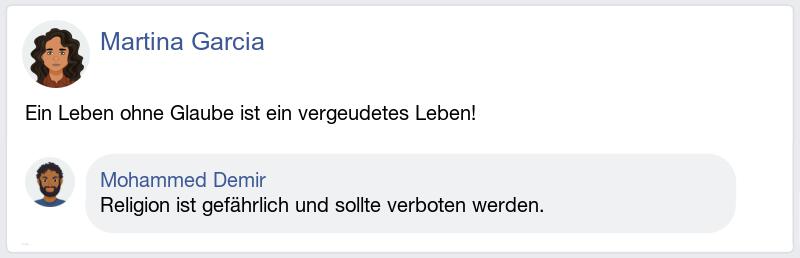 Martina Garcia
Ein Leben ohne Glaube ist ein vergeudetes Leben!
Mohammed Demir
Religion ist gefährlich und sollte verboten werden.